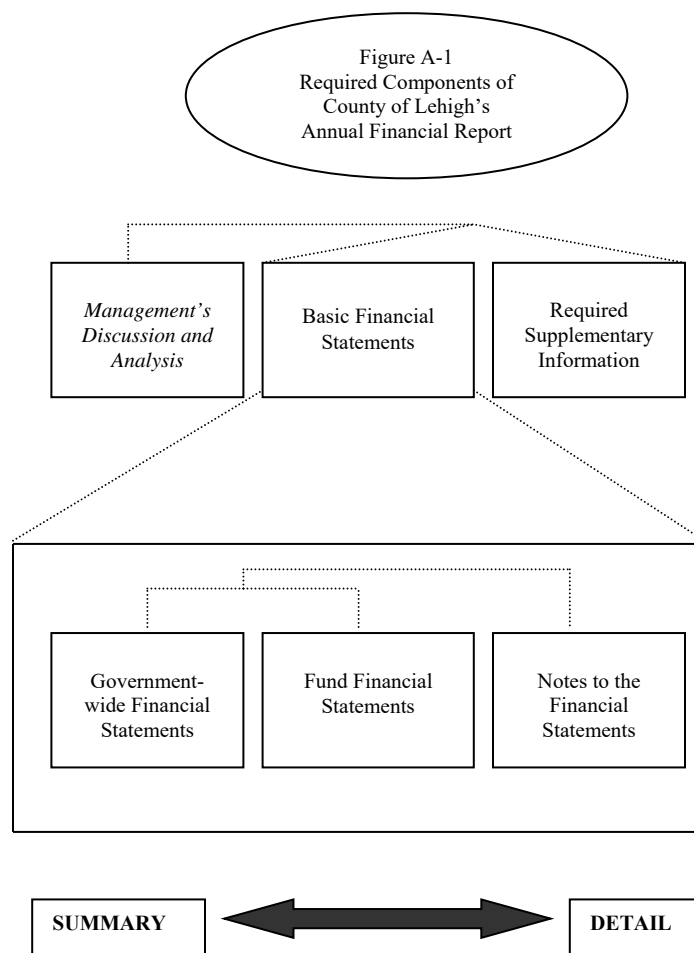 Figure A-1
Required Components of
County of Lehigh’s
Annual Financial Report
Management’s
Discussion and
Analysis
Basic Financial
Statements
Required
Supplementary
Information
Government-
wide Financial
Statements
Fund Financial
Statements
Notes to the
Financial
Statements
SUMMARY
DETAIL